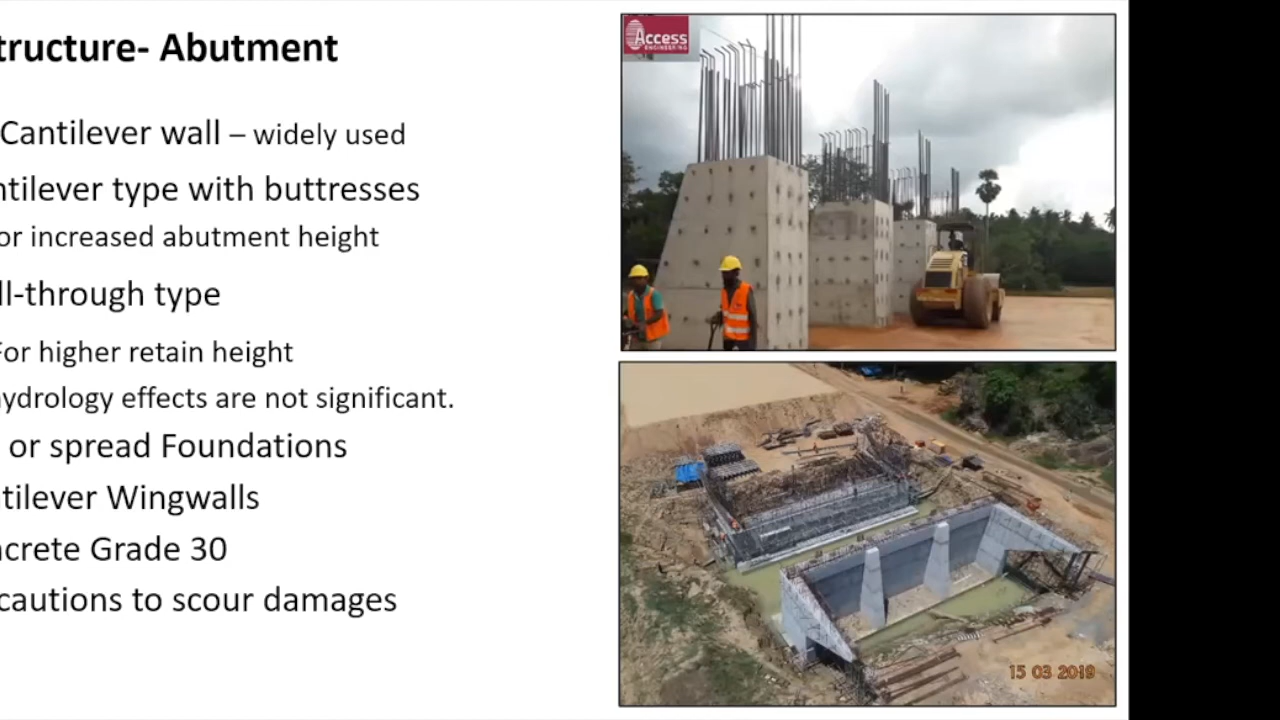 tructure- Abutment
Cantilever wall – widely used
ntilever type with buttresses
or increased abutment height
ll-through type
For higher retain height
hydrology effects are not significant.
or spread Foundations
tilever Wingwalls
ncrete Grade 30
cautions to scour damages
Access
ENGINEERING
15 03 2019